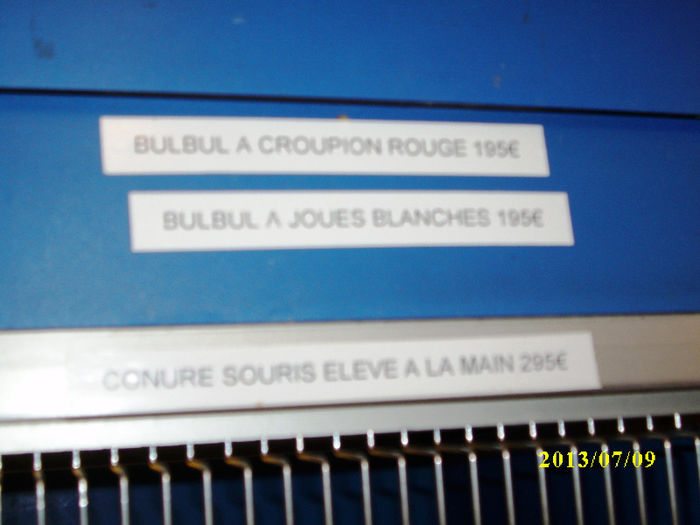 BULBUL A CROUPION ROUGE 195€
BULBUL A JOUES BLANCHES 195€
CONURE SOURIS ELEVE A LA MAIN 295€
2013/07/09